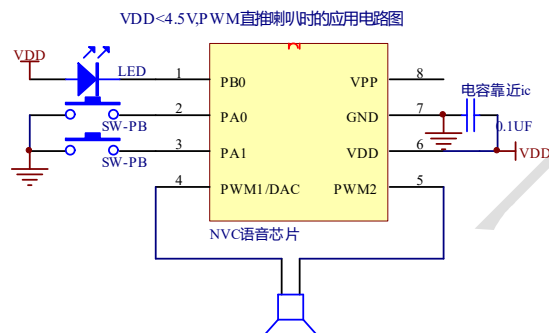 VDD<4.5V,PWM直推喇叭时的应用电路图
VDD
LED
1
PB0
VPP
8
SW-PB
2
PA0
GND
7
电容靠近ic
0.1UF
SW-PB
3
PA1
VDD
6
VDD
4
PWM1/DAC
PWM2
5
NVC语音芯片